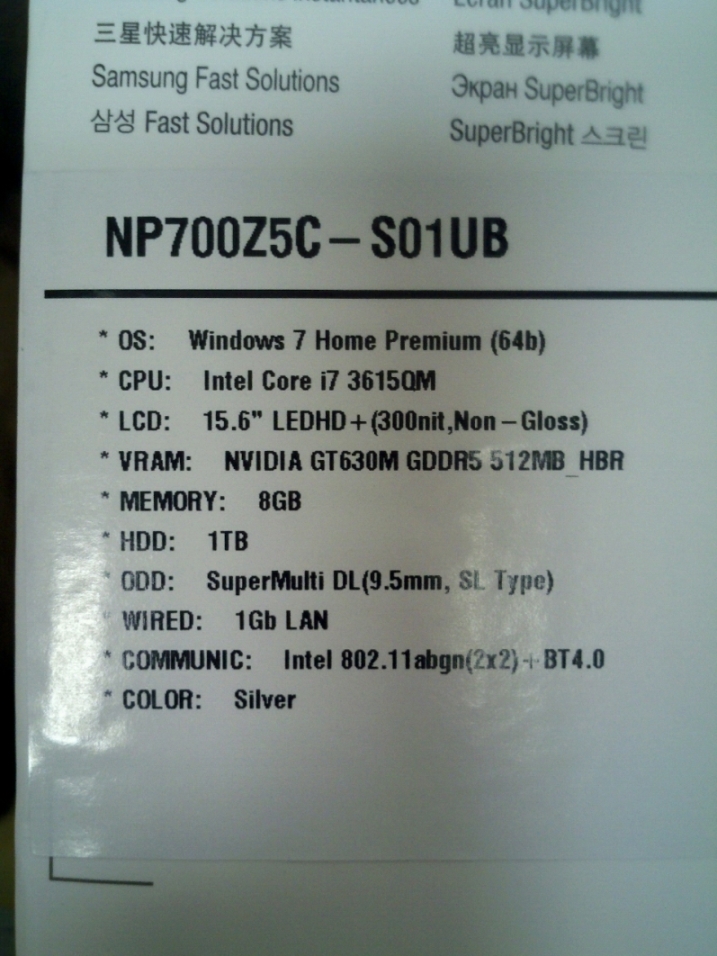 Écran SuperBright
三星快速解决方案
超亮显示屏幕
Samsung Fast Solutions
Экран SuperBright
삼성 Fast Solutions
SuperBright 스크린
NP700Z5C – S01UB
* OS: Windows 7 Home Premium (64b)
* CPU: Intel Core i7 3615QM
* LCD: 15.6" LEDHD+(300nit,Non–Gloss)
* VRAM: NVIDIA GT630M GDDR5 512MB_HBR
* MEMORY: 8GB
* HDD: 1TB
* ODD: SuperMulti DL(9.5mm, SL Type)
* WIRED: 1Gb LAN
* COMMUNIC: Intel 802.11abgn(2x2)+BT4.0
* COLOR: Silver